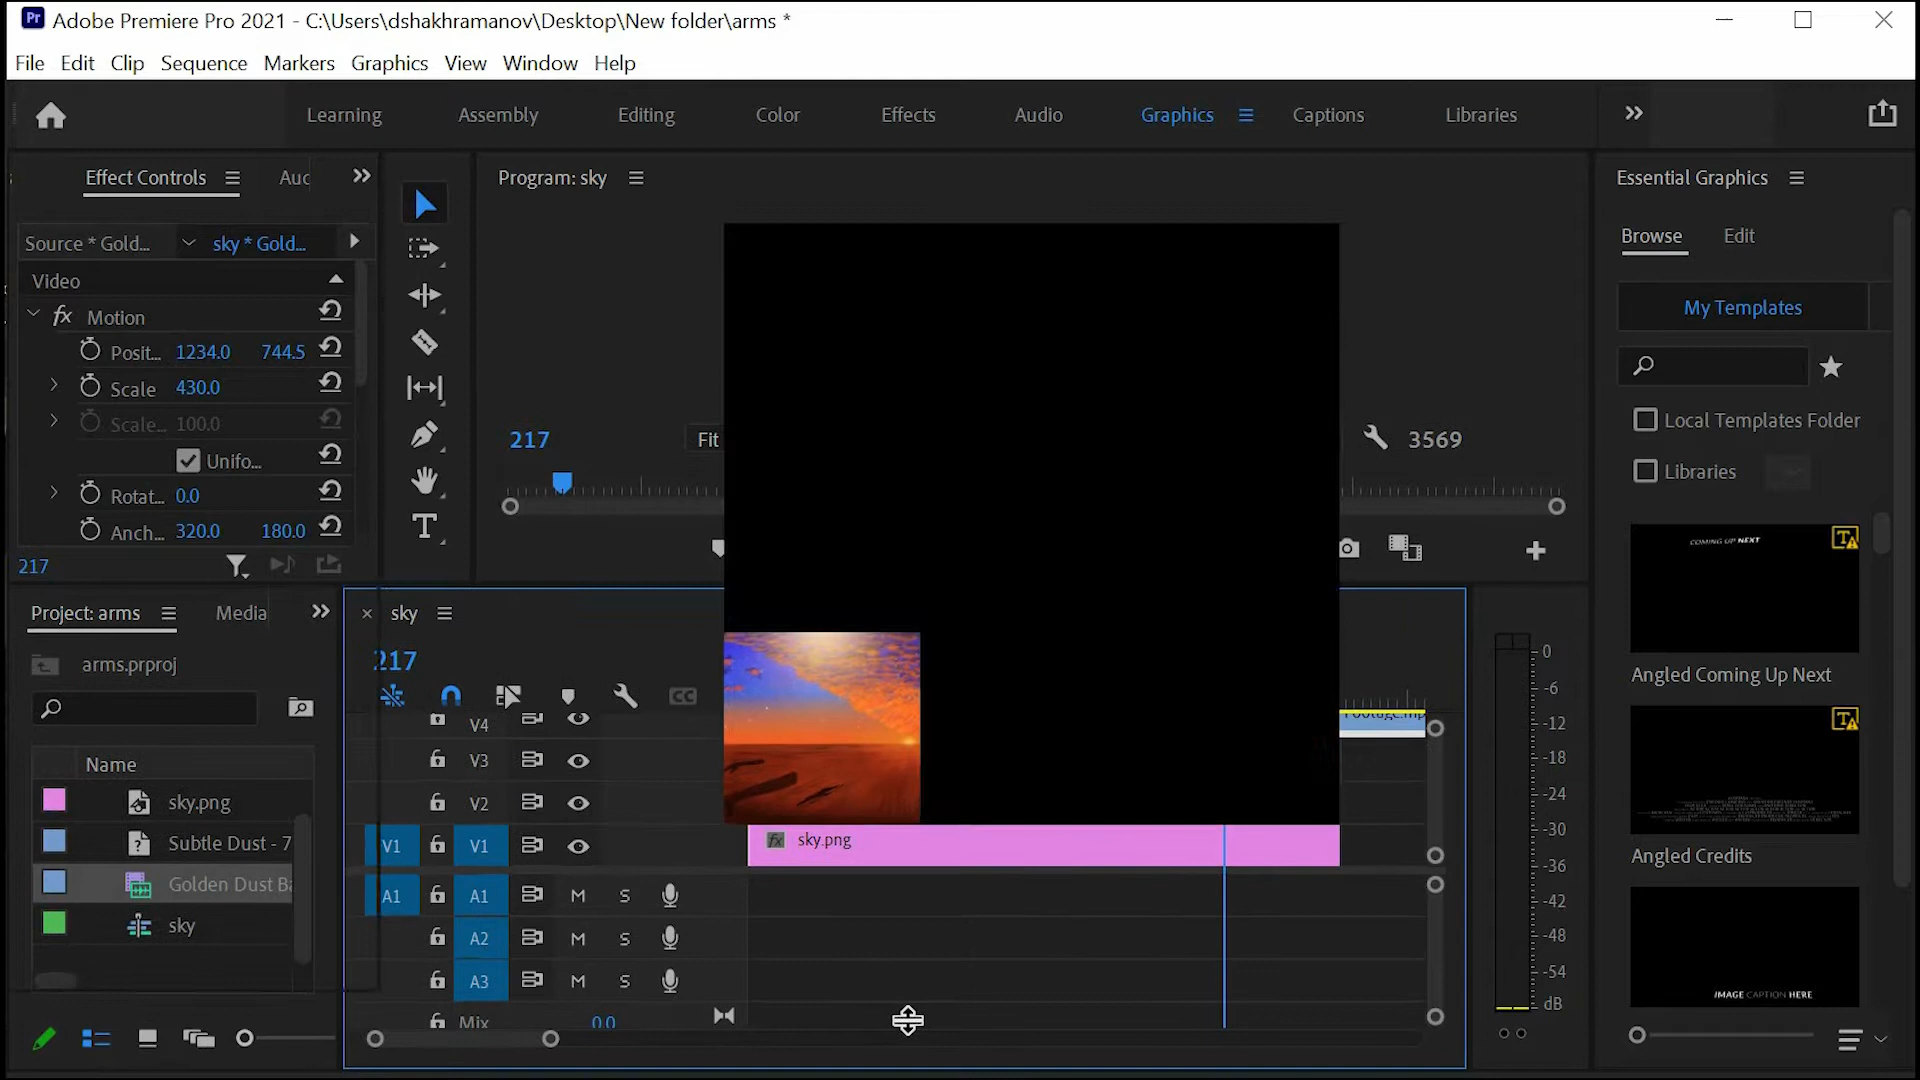 Adobe Premiere Pro 2021 - C:\Users\dshakhramanov\Desktop\New folder\arms *
File Edit Clip Sequence Markers Graphics View Window Help
Learning Assembly Editing Color Effects Audio Graphics Captions Libraries
Effect Controls Auc
Program: sky
Essential Graphics
Source * Gold... sky * Gold...
Browse Edit
Video
My Templates
fx Motion
Posit... 1234.0 744.5
Scale 430.0
Scale... 100.0
Unifo...
Rotat... 0.0
Anch... 320.0 180.0
217
217 Fit 3569
Local Templates Folder
Libraries
COMING UP NEXT
Angled Coming Up Next
Angled Credits
IMAGE CAPTION HERE
Project: arms Media
arms.prproj
Name
sky.png
Subtle Dust - 7
Golden Dust Ba
sky
× sky
217
V4
V3
V2
V1 V1 fx sky.png
A1 A1 M S
A2 M S
A3 M S
Mix 0.0
0
-6
-12
-18
-24
-30
-36
-42
-48
-54
dB